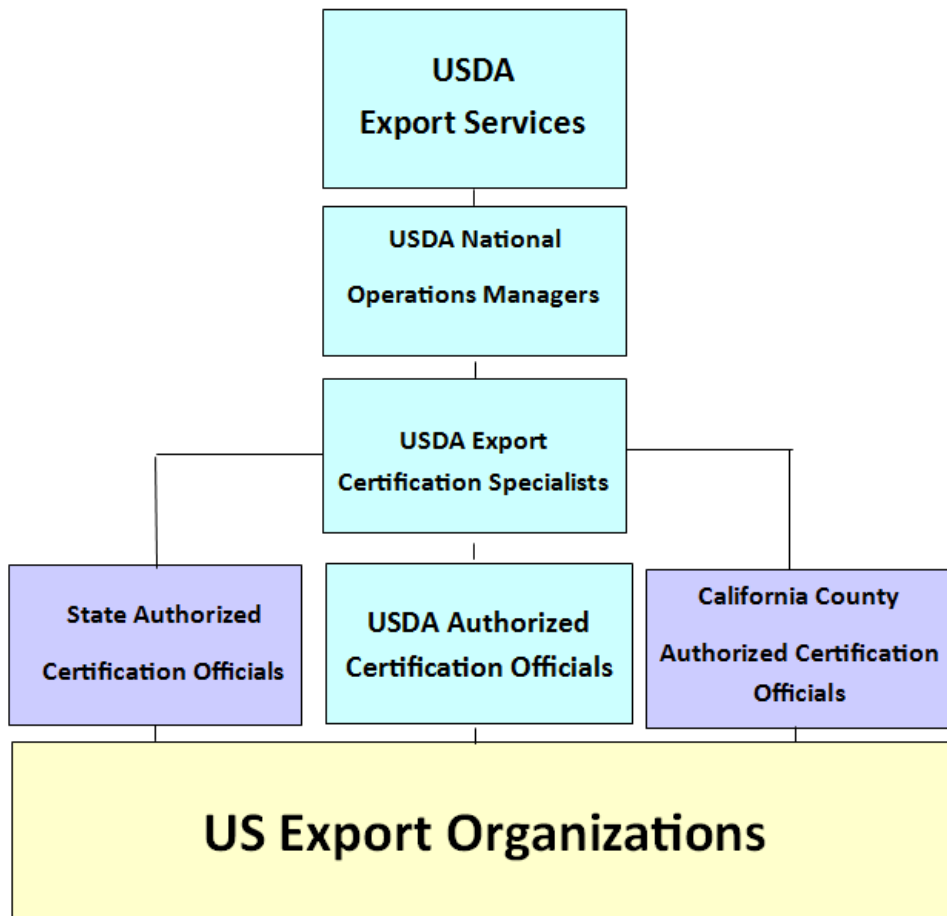 USDA
Export Services
USDA National
Operations Managers
USDA Export
Certification Specialists
State Authorized
Certification Officials
USDA Authorized
Certification Officials
California County
Authorized Certification
Officials
US Export Organizations